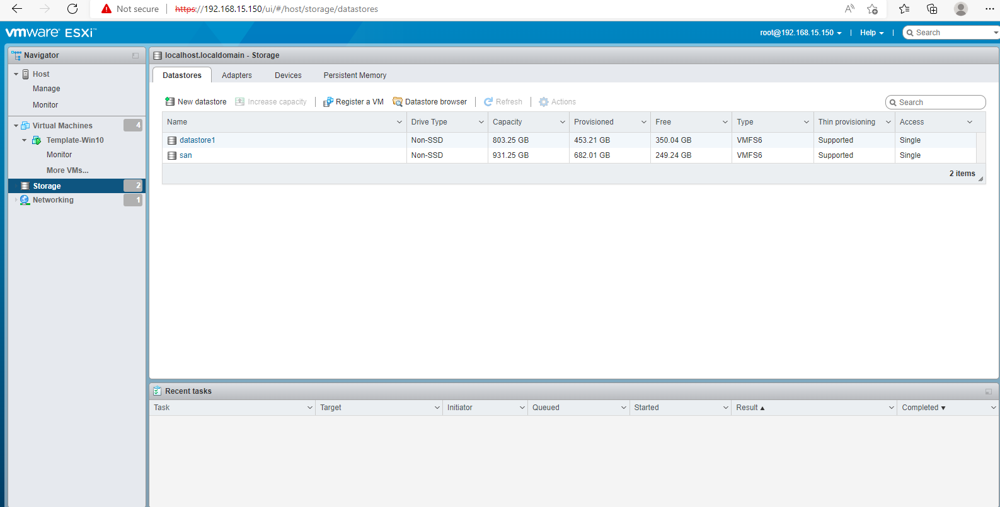 Not secure https://192.168.15.150/ui/#/host/storage/datastores
vmware ESXi™
root@192.168.15.150 | Help | Search
Navigator
Host
Manage
Monitor
Virtual Machines 4
Template-Win10
Monitor
More VMs...
Storage 2
Networking 1
localhost.localdomain - Storage
Datastores Adapters Devices Persistent Memory
New datastore Increase capacity | Register a VM Datastore browser | Refresh | Actions Search
Name Drive Type Capacity Provisioned Free Type Thin provisioning Access
datastore1 Non-SSD 803.25 GB 453.21 GB 350.04 GB VMFS6 Supported Single
san Non-SSD 931.25 GB 682.01 GB 249.24 GB VMFS6 Supported Single
2 items
Recent tasks
Task Target Initiator Queued Started Result ▲ Completed ▼